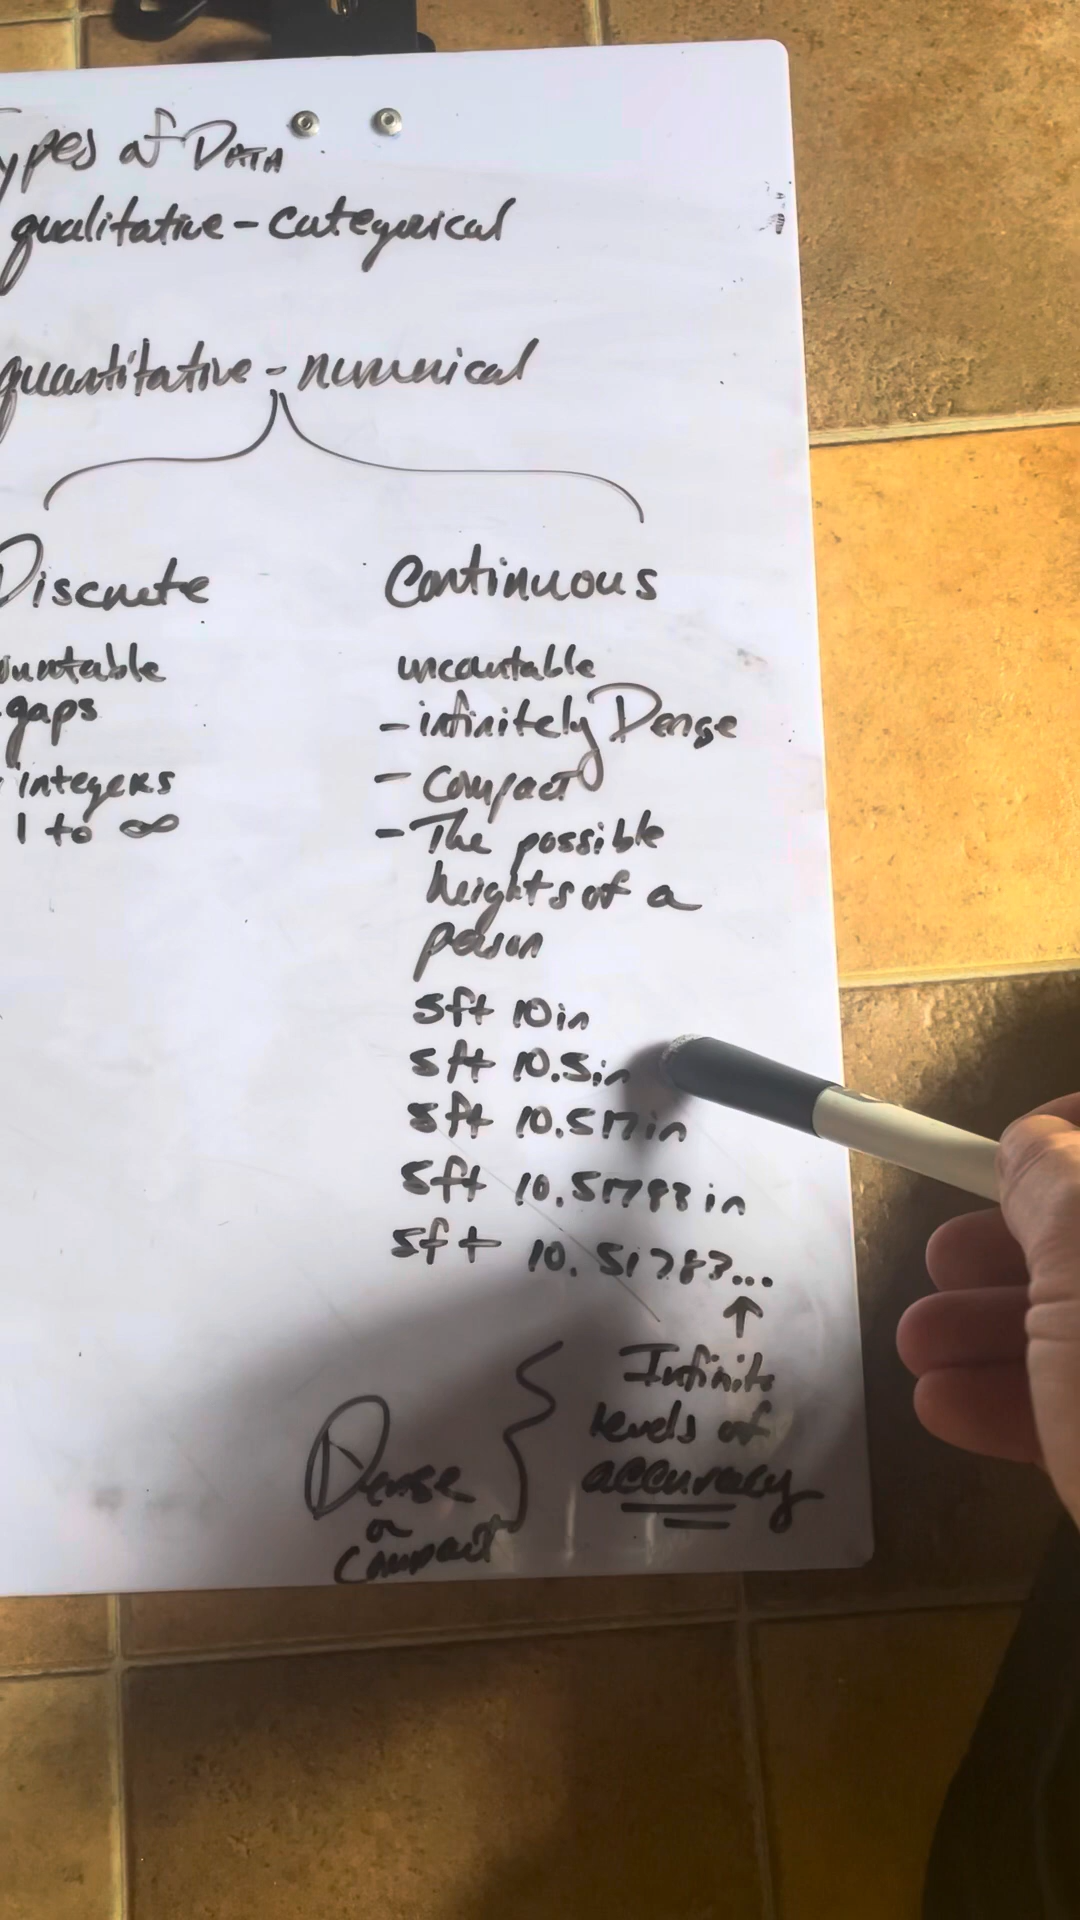 Types of DATA
qualitative - categorical
quantitative - numerical
Discrete
ountable
- gaps
integers
1 to ∞
Continuous
uncountable
- infinitely Dense
- Compact
- The possible
heights of a
person
5ft 10in
5ft 10.5in
5ft 10.517in
5ft 10.51783in
5ft 10.51783...
↑
Infinite
levels of
accuracy
Dense
or
Compact